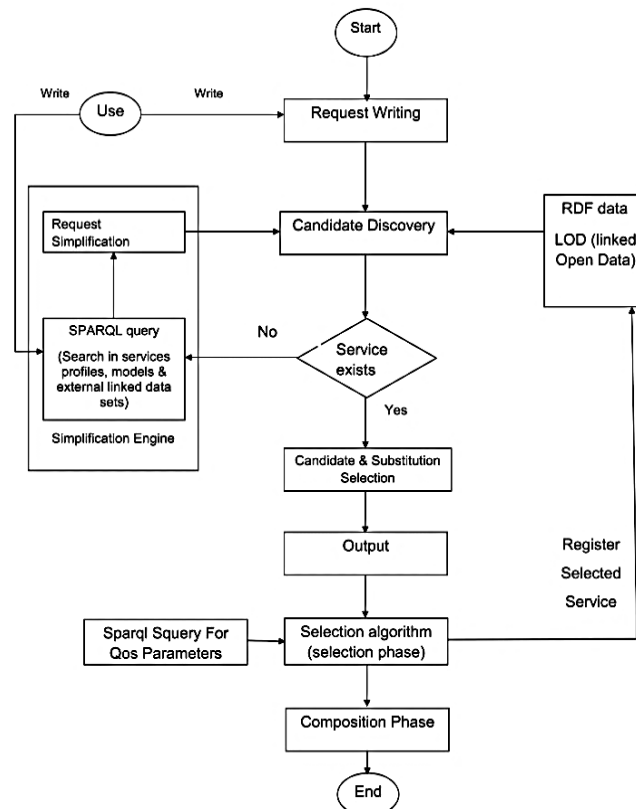 Start
Write
Use
Write
Request Writing
Request
Simplification
Candidate Discovery
RDF data
LOD (linked
Open Data)
SPARQL query
(Search in services
profiles, models &
external linked data
sets)
Simplification Engine
No
Service
exists
Yes
Candidate & Substitution
Selection
Output
Register
Selected
Service
Sparql Squery For
Qos Parameters
Selection algorithm
(selection phase)
Composition Phase
End